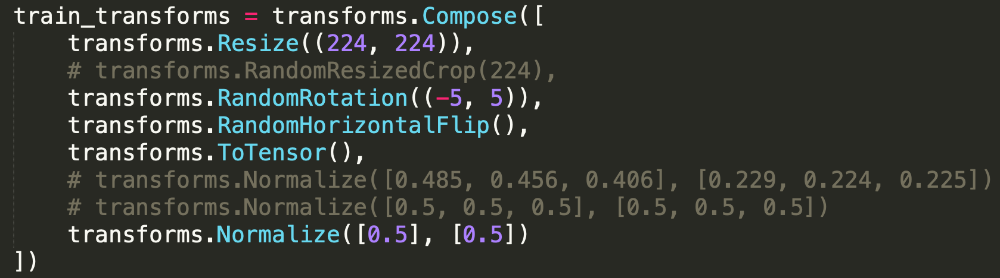 train_transforms = transforms.Compose([
    transforms.Resize((224, 224)),
    # transforms.RandomResizedCrop(224),
    transforms.RandomRotation((-5, 5)),
    transforms.RandomHorizontalFlip(),
    transforms.ToTensor(),
    # transforms.Normalize([0.485, 0.456, 0.406], [0.229, 0.224, 0.225])
    # transforms.Normalize([0.5, 0.5, 0.5], [0.5, 0.5, 0.5])
    transforms.Normalize([0.5], [0.5])
])